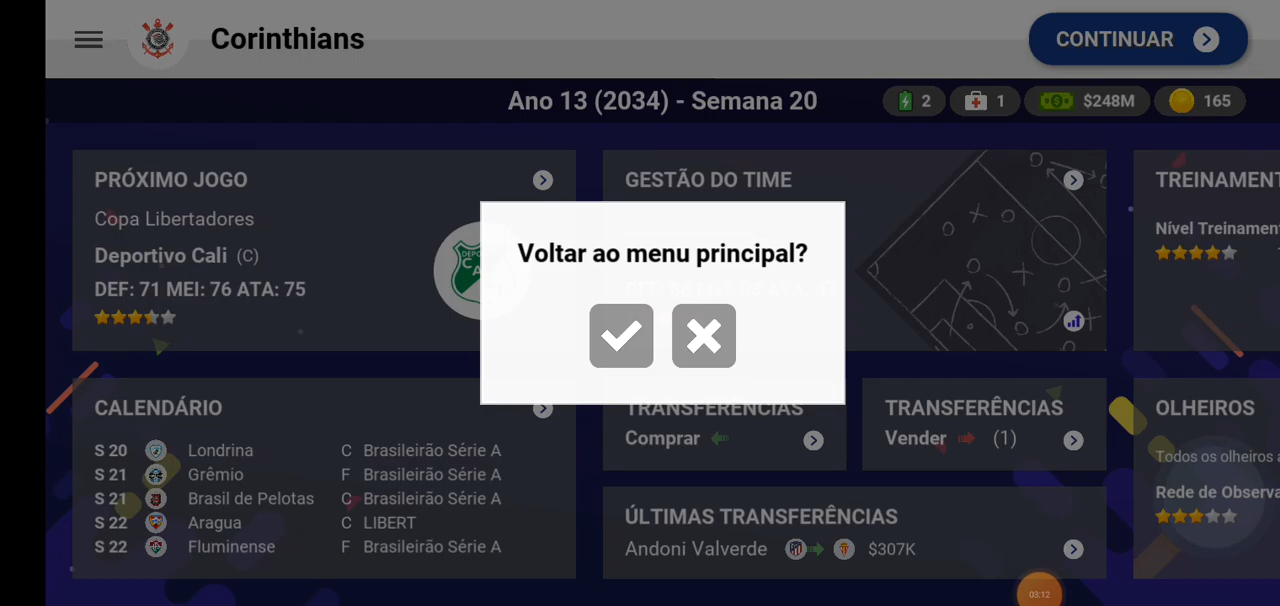 Corinthians
CONTINUAR
Ano 13 (2034) - Semana 20
2
1
$248M
165
PRÓXIMO JOGO
Copa Libertadores
Deportivo Cali (C)
DEF: 71 MEI: 76 ATA: 75
GESTÃO DO TIME
TREINAMENT
Nível Treinamen
Voltar ao menu principal?
CALENDÁRIO
S 20 Londrina C Brasileirão Série A
S 21 Grêmio F Brasileirão Série A
S 21 Brasil de Pelotas C Brasileirão Série A
S 22 Aragua C LIBERT
S 22 Fluminense F Brasileirão Série A
TRANSFERÊNCIAS
Comprar
TRANSFERÊNCIAS
Vender (1)
OLHEIROS
Todos os olheiros a
Rede de Observa
ÚLTIMAS TRANSFERÊNCIAS
Andoni Valverde $307K
03:12